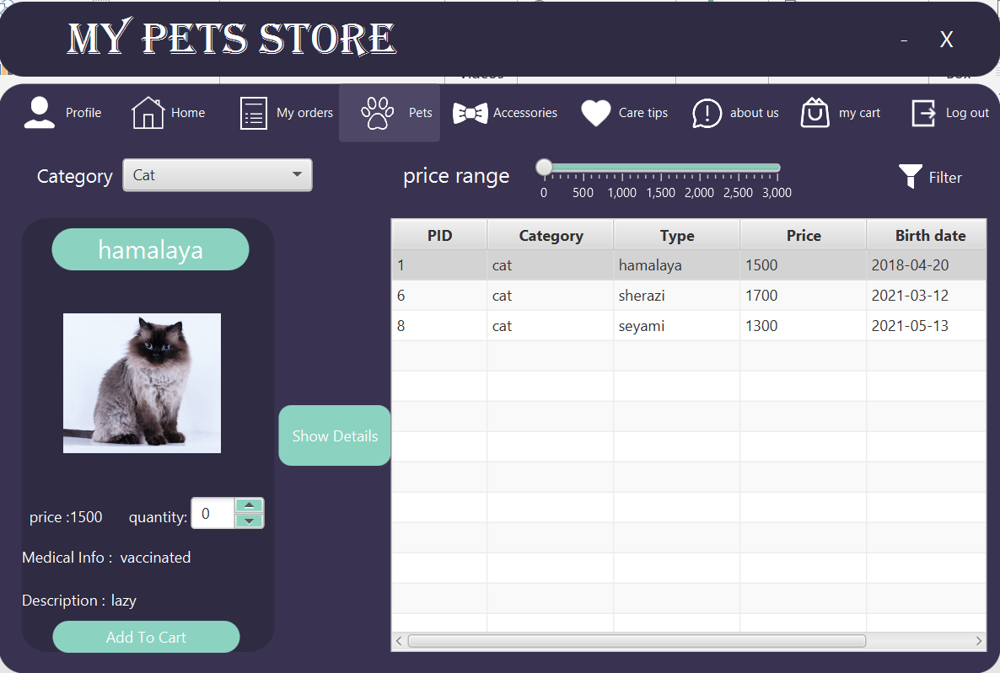 MY PETS STORE
- X
Profile Home My orders Pets Accessories Care tips about us my cart Log out
Category Cat price range Filter
0 500 1,000 1,500 2,000 2,500 3,000
hamalaya
price :1500 quantity: 0
Medical Info : vaccinated
Description : lazy
Add To Cart
Show Details
PID Category Type Price Birth date
1 cat hamalaya 1500 2018-04-20
6 cat sherazi 1700 2021-03-12
8 cat seyami 1300 2021-05-13